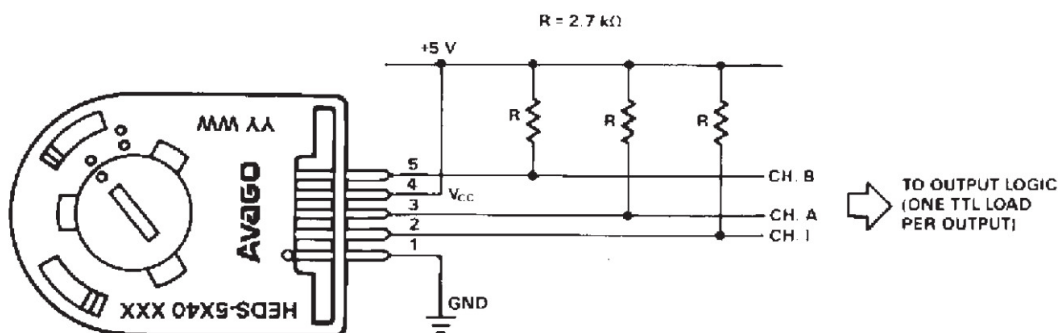 R = 2.7 kΩ
+5 V
R
R
R
YY WW
AVAGO
HEDS-5X40 XXX
5
4
VCC
3
2
1
CH. B
CH. A
CH. I
GND
TO OUTPUT LOGIC
(ONE TTL LOAD
PER OUTPUT)